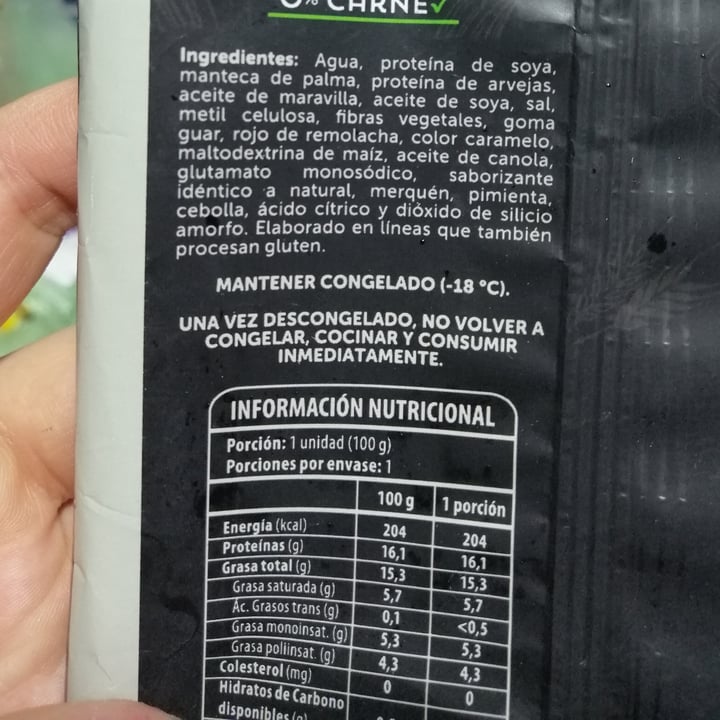 0% CARNE
Ingredientes: Agua, proteína de soya,
manteca de palma, proteína de arvejas,
aceite de maravilla, aceite de soya, sal,
metil celulosa, fibras vegetales, goma
guar, rojo de remolacha, color caramelo,
maltodextrina de maíz, aceite de canola,
glutamato monosódico, saborizante
idéntico a natural, merquén, pimienta,
cebolla, ácido cítrico y dióxido de silicio
amorfo. Elaborado en líneas que también
procesan gluten.
MANTENER CONGELADO (-18 °C).
UNA VEZ DESCONGELADO, NO VOLVER A
CONGELAR, COCINAR Y CONSUMIR
INMEDIATAMENTE.
INFORMACIÓN NUTRICIONAL
Porción: 1 unidad (100 g)
Porciones por envase: 1
100 g 1 porción
Energía (kcal) 204 204
Proteínas (g) 16,1 16,1
Grasa total (g) 15,3 15,3
Grasa saturada (g) 5,7 5,7
Ác. Grasos trans (g) 0,1 <0,5
Grasa monoinsat. (g) 5,3 5,3
Grasa poliinsat. (g) 4,3 4,3
Colesterol (mg) 0 0
Hidratos de Carbono
disponibles (g)